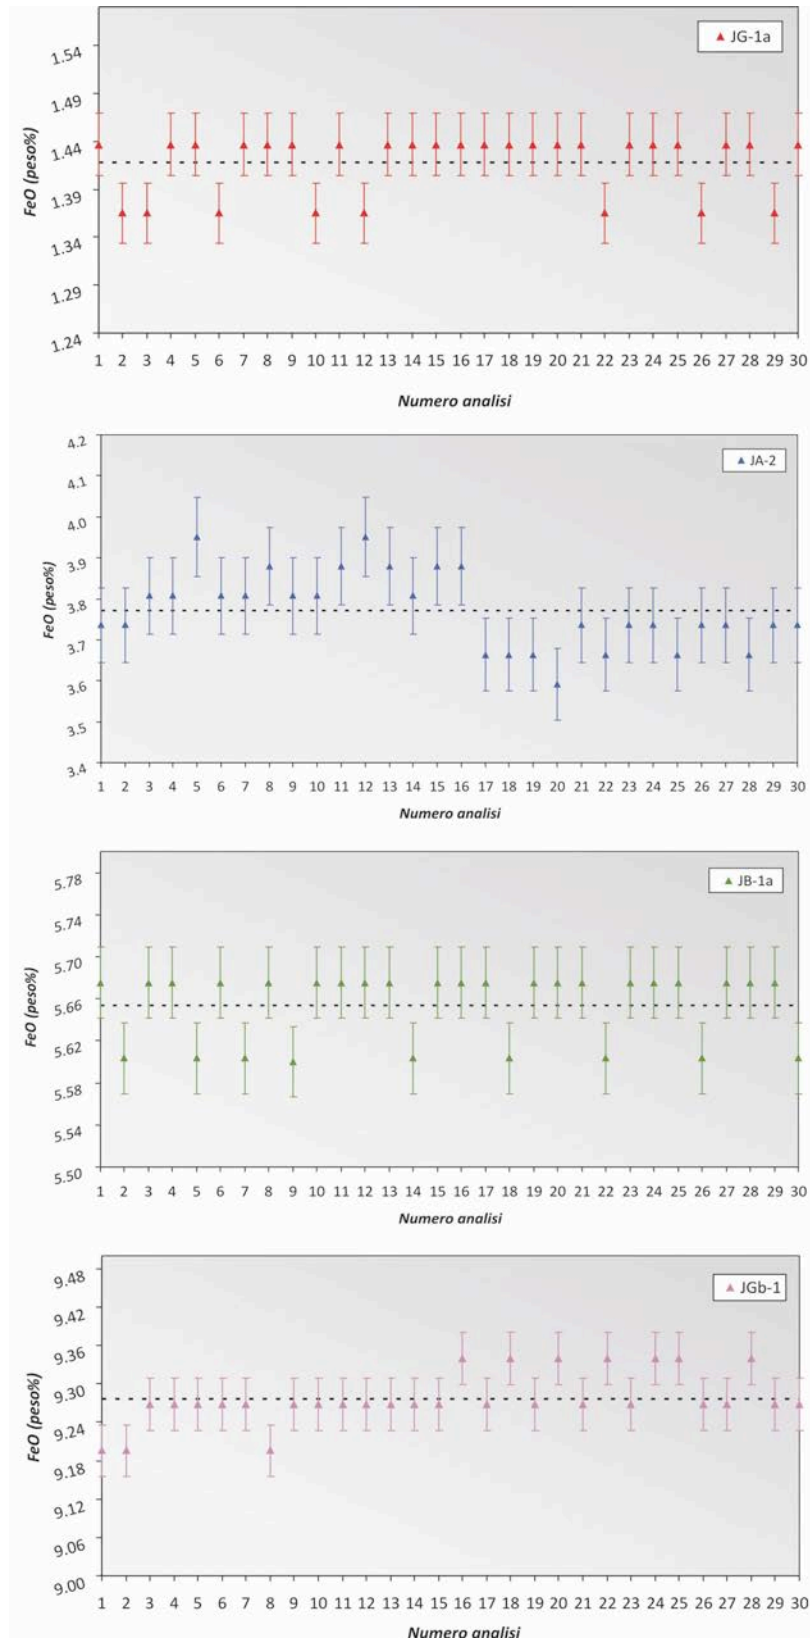 JG-1a
FeO (peso%)
1.54
1.49
1.44
1.39
1.34
1.29
1.24
1 2 3 4 5 6 7 8 9 10 11 12 13 14 15 16 17 18 19 20 21 22 23 24 25 26 27 28 29 30
Numero analisi
JA-2
FeO (peso%)
4.2
4.1
4.0
3.9
3.8
3.7
3.6
3.5
3.4
1 2 3 4 5 6 7 8 9 10 11 12 13 14 15 16 17 18 19 20 21 22 23 24 25 26 27 28 29 30
Numero analisi
JB-1a
FeO (peso%)
5.78
5.74
5.70
5.66
5.62
5.58
5.54
5.50
1 2 3 4 5 6 7 8 9 10 11 12 13 14 15 16 17 18 19 20 21 22 23 24 25 26 27 28 29 30
Numero analisi
JGb-1
FeO (peso%)
9.48
9.42
9.36
9.30
9.24
9.18
9.12
9.06
9.00
1 2 3 4 5 6 7 8 9 10 11 12 13 14 15 16 17 18 19 20 21 22 23 24 25 26 27 28 29 30
Numero analisi